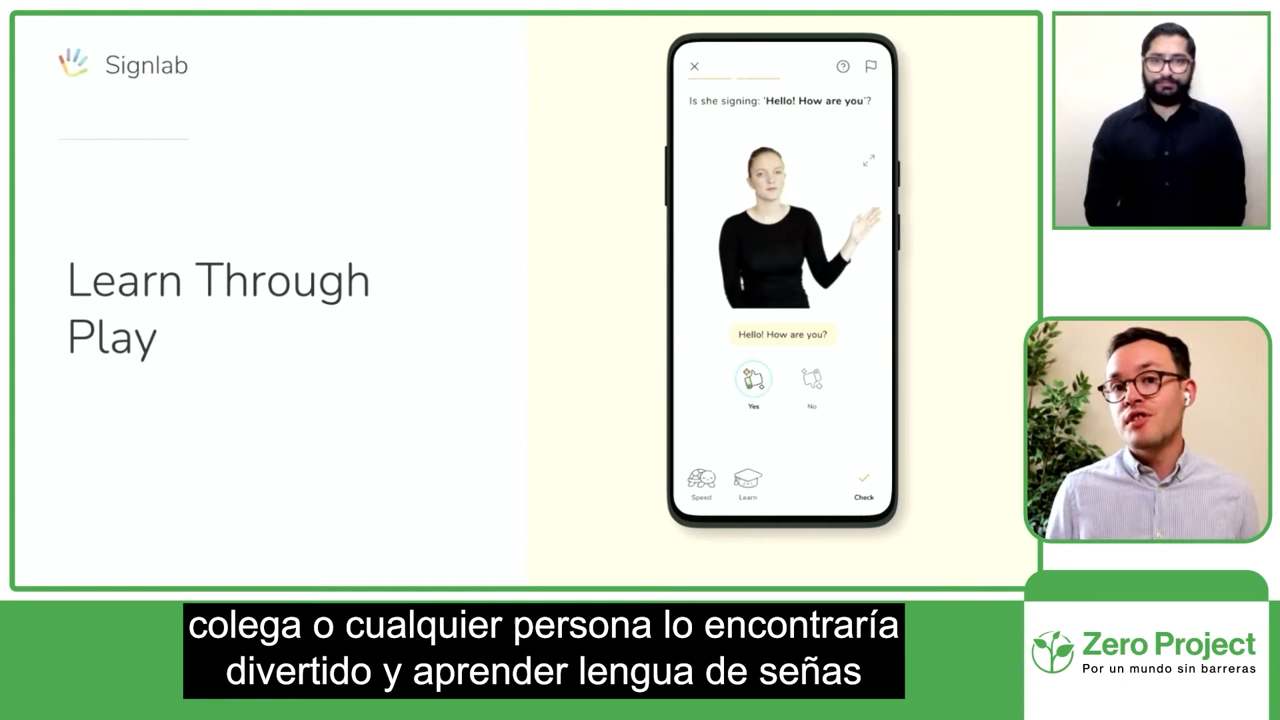 Signlab
Learn Through
Play
Is she signing: 'Hello! How are you'?
Hello! How are you?
Yes
No
Speed
Learn
Check
colega o cualquier persona lo encontraría
divertido y aprender lengua de señas
Zero Project
Por un mundo sin barreras